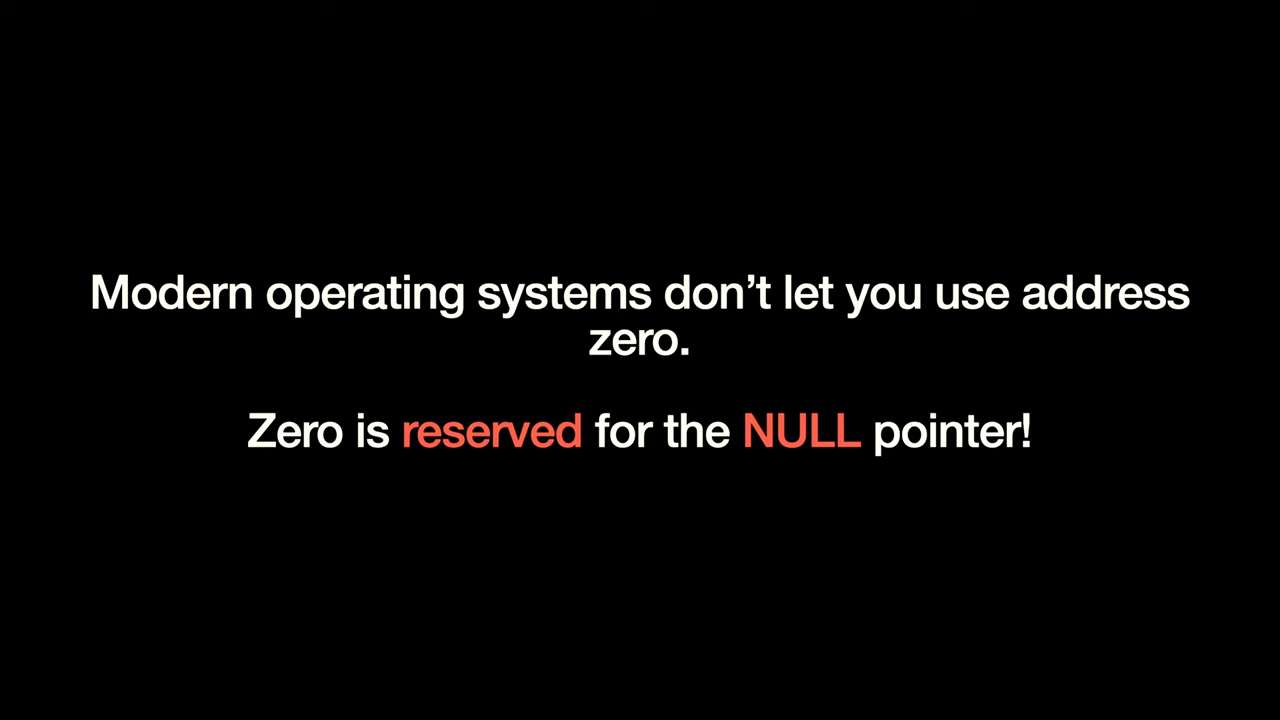 Modern operating systems don’t let you use address
zero.
Zero is reserved for the NULL pointer!